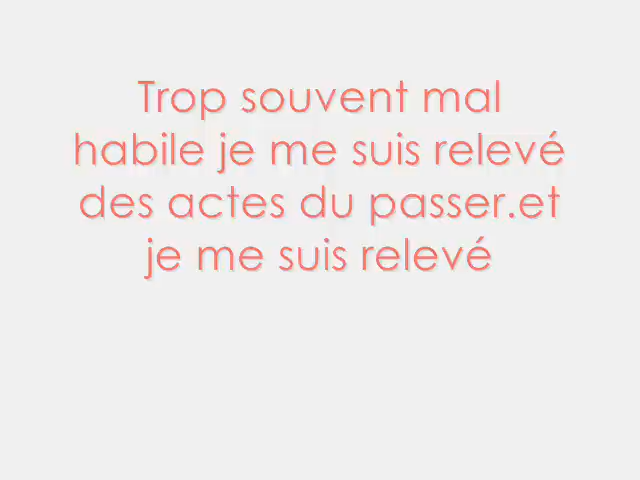 Trop souvent mal
habile je me suis relevé
des actes du passer.et
je me suis relevé